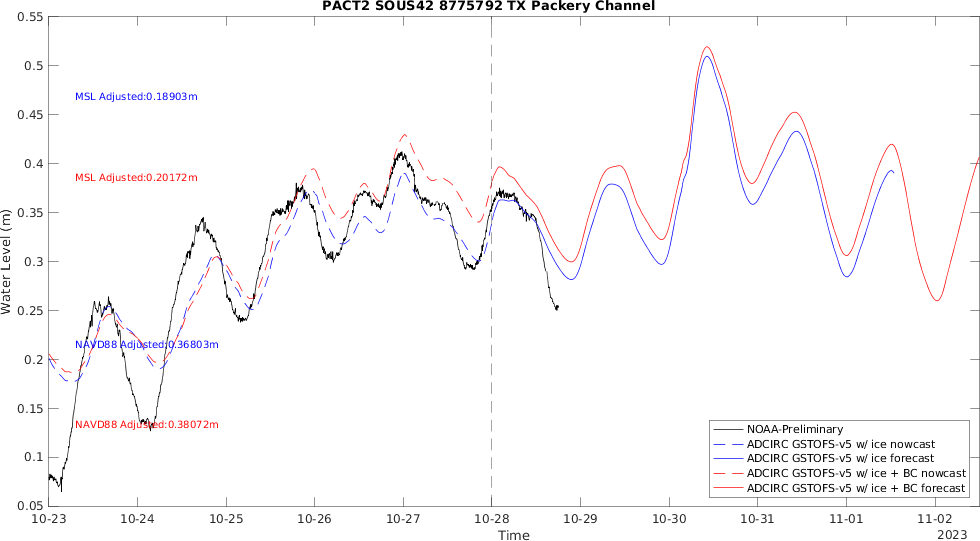 PACT2 SOUS42 8775792 TX Packery Channel
0.55
0.5
0.45
0.4
0.35
0.3
0.25
0.2
0.15
0.1
0.05
Water Level (m)
MSL Adjusted:0.18903m
MSL Adjusted:0.20172m
NAVD88 Adjusted:0.36803m
NAVD88 Adjusted:0.38072m
NOAA-Preliminary
ADCIRC GSTOFS-v5 w/ ice nowcast
ADCIRC GSTOFS-v5 w/ ice forecast
ADCIRC GSTOFS-v5 w/ ice + BC nowcast
ADCIRC GSTOFS-v5 w/ ice + BC forecast
10-23 10-24 10-25 10-26 10-27 10-28 10-29 10-30 10-31 11-01 11-02
Time
2023